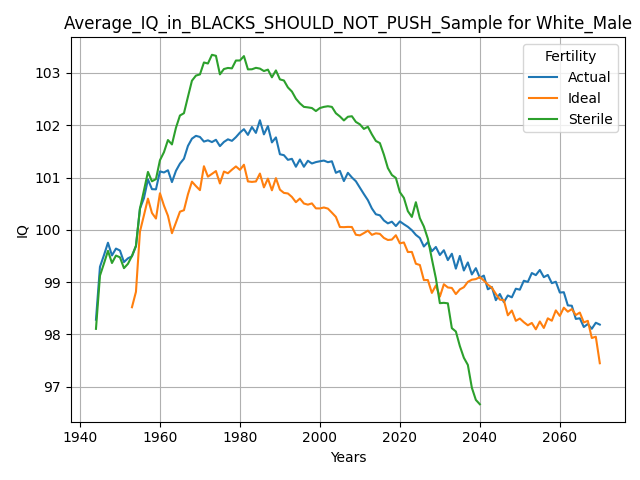 Average_IQ_in_BLACKS_SHOULD_NOT_PUSH_Sample for White_Male
Fertility
Actual
Ideal
Sterile
103
102
101
100
99
98
97
IQ
1940 1960 1980 2000 2020 2040 2060
Years